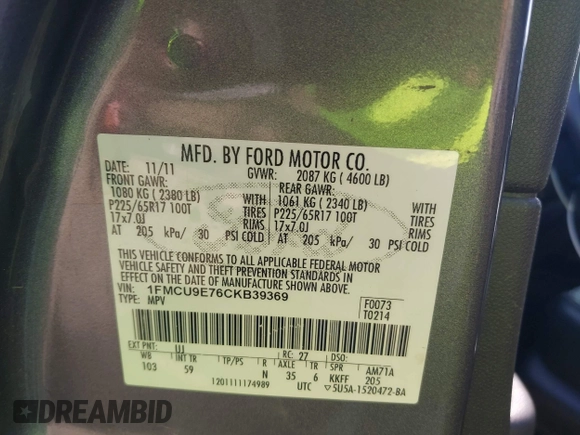 MFD. BY FORD MOTOR CO.
DATE: 11/11
GVWR: 2087 KG ( 4600 LB)
FRONT GAWR:
REAR GAWR:
1080 KG ( 2380 LB)
WITH
1061 KG ( 2340 LB)
WITH
P225/65R17 100T
TIRES
P225/65R17 100T
TIRES
17x7.0J
RIMS
17x7.0J
RIMS
AT 205 kPa/ 30 PSI COLD
AT 205 kPa/ 30 PSI COLD
THIS VEHICLE CONFORMS TO ALL APPLICABLE FEDERAL MOTOR
VEHICLE SAFETY AND BUMPER STANDARDS IN EFFECT ON THE
DATE OF MANUFACTURE SHOWN ABOVE.
VIN: 1FMCU9E76CKB39369
TYPE: MPV
F0073
T0214
EXT PNT: UJ RC: 27 DSO:
WB INT TR TP/PS R AXLE TR SPR AM71A
103 59 N 35 6 KKFF 205
1201111174989 UTC ▽5U5A-1520472-BA
DREAMBID.COM